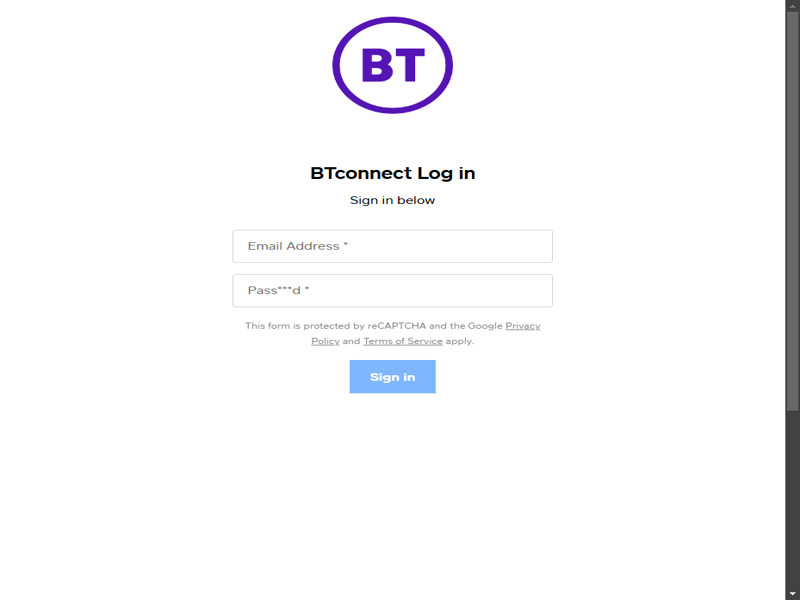 BT
BTconnect Log in
Sign in below
Email Address *
Pass***d *
This form is protected by reCAPTCHA and the Google Privacy
Policy and Terms of Service apply.
Sign in